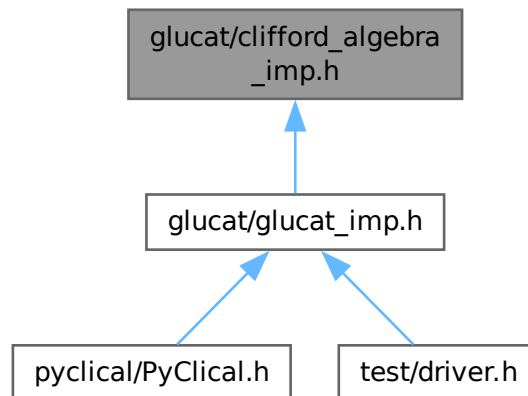 glucat/clifford_algebra
_imp.h
glucat/glucat_imp.h
pyclical/PyClical.h
test/driver.h